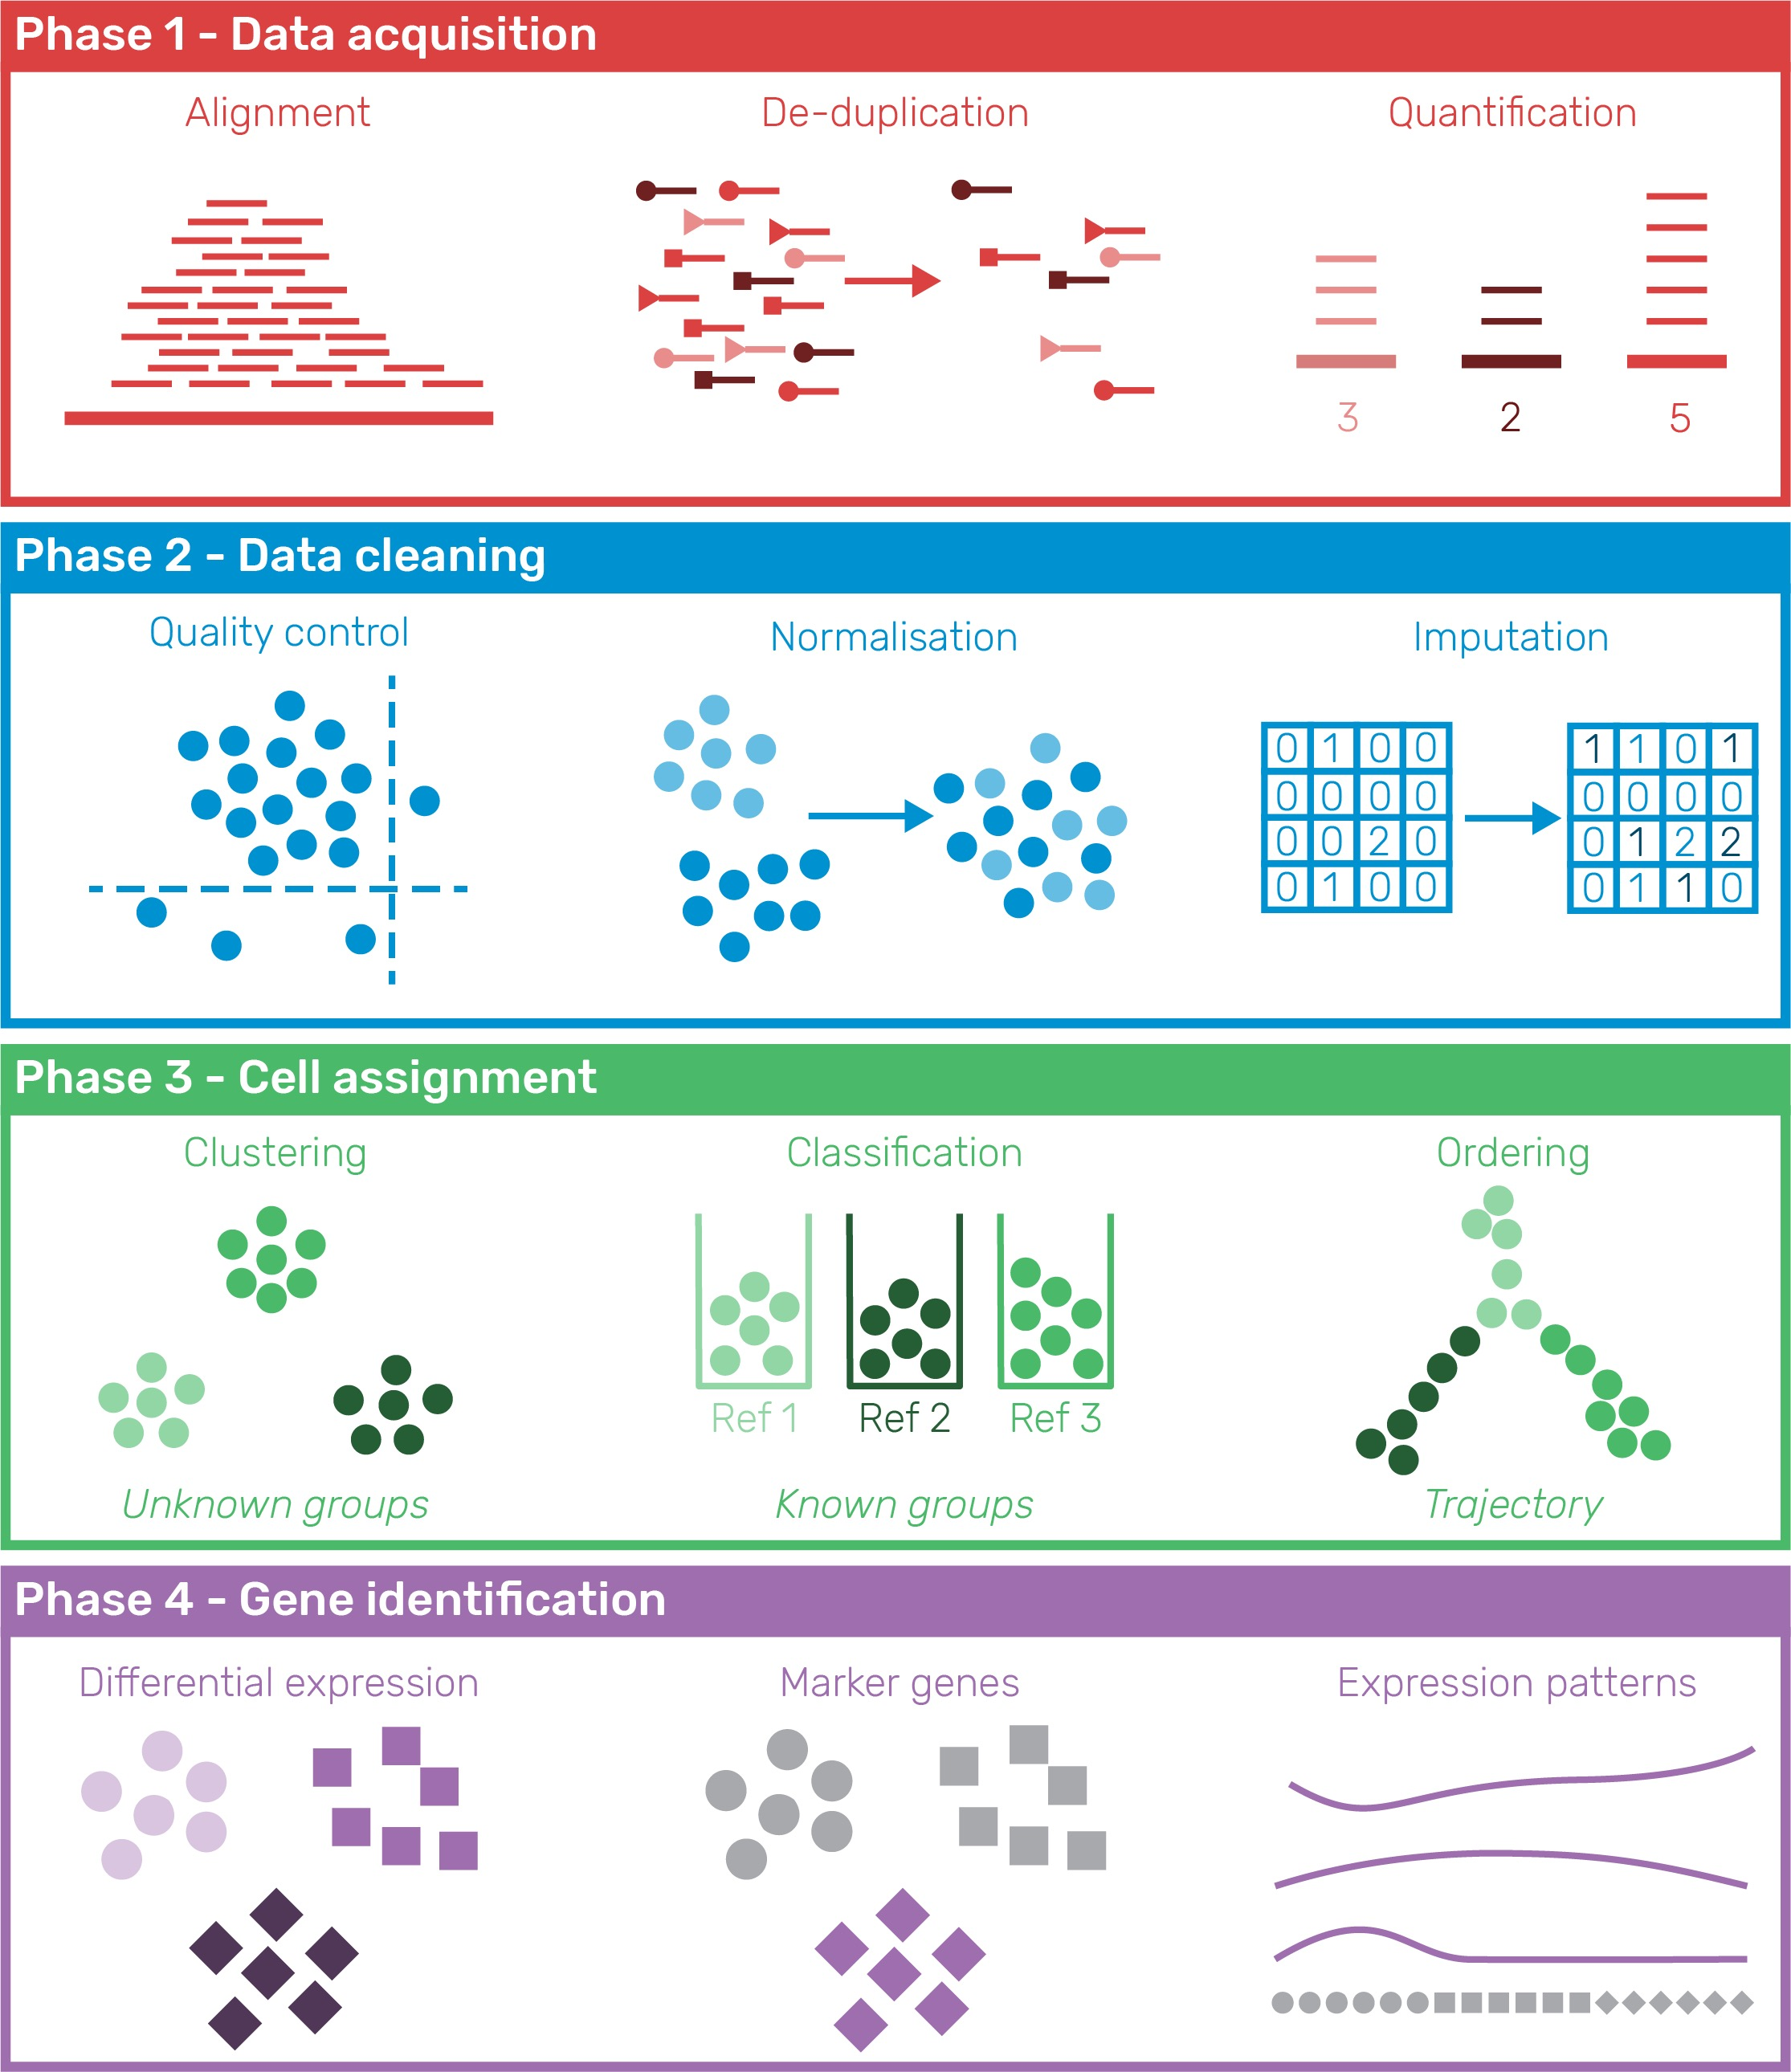 Phase 1 - Data acquisition
Alignment
De-duplication
Quantification
3
2
5
Phase 2 - Data cleaning
Quality control
Normalisation
Imputation
0 1 0 0
0 0 0 0
0 0 2 0
0 1 0 0
1 1 0 1
0 0 0 0
0 1 2 2
0 1 1 0
Phase 3 - Cell assignment
Clustering
Classification
Ordering
Ref 1
Ref 2
Ref 3
Unknown groups
Known groups
Trajectory
Phase 4 - Gene identification
Differential expression
Marker genes
Expression patterns